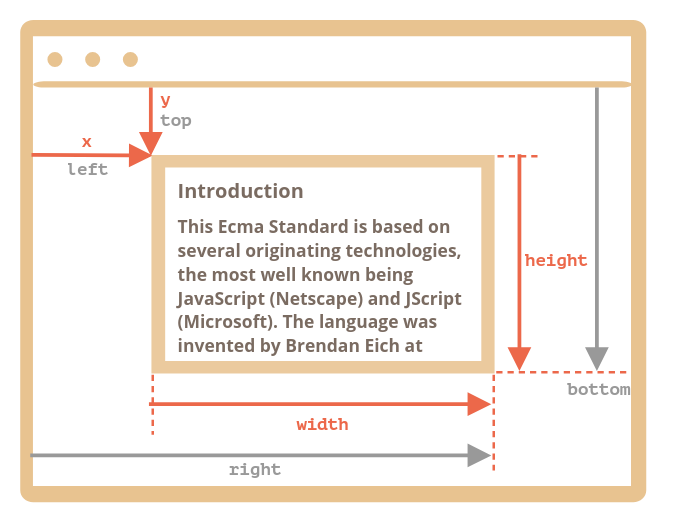 y
top
x
left
Introduction
This Ecma Standard is based on
several originating technologies,
the most well known being
JavaScript (Netscape) and JScript
(Microsoft). The language was
invented by Brendan Eich at
height
bottom
width
right